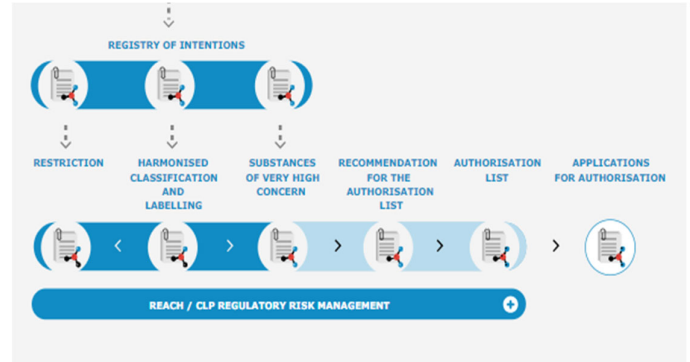 REGISTRY OF INTENTIONS
RESTRICTION
HARMONISED
CLASSIFICATION
AND
LABELLING
SUBSTANCES
OF VERY HIGH
CONCERN
RECOMMENDATION
FOR THE
AUTHORISATION
LIST
AUTHORISATION
LIST
APPLICATIONS
FOR AUTHORISATION
REACH / CLP REGULATORY RISK MANAGEMENT